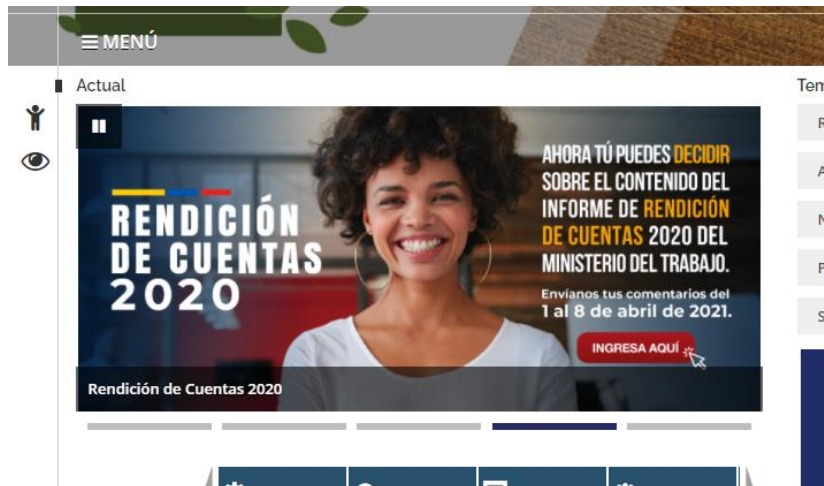 MENÚ
Actual
Tem
R
RENDICIÓN
DE CUENTAS
2020
AHORA TÚ PUEDES DECIDIR
SOBRE EL CONTENIDO DEL
INFORME DE RENDICIÓN
DE CUENTAS 2020 DEL
MINISTERIO DEL TRABAJO.
Envíanos tus comentarios del
1 al 8 de abril de 2021.
INGRESA AQUÍ
Rendición de Cuentas 2020
A
N
P
S